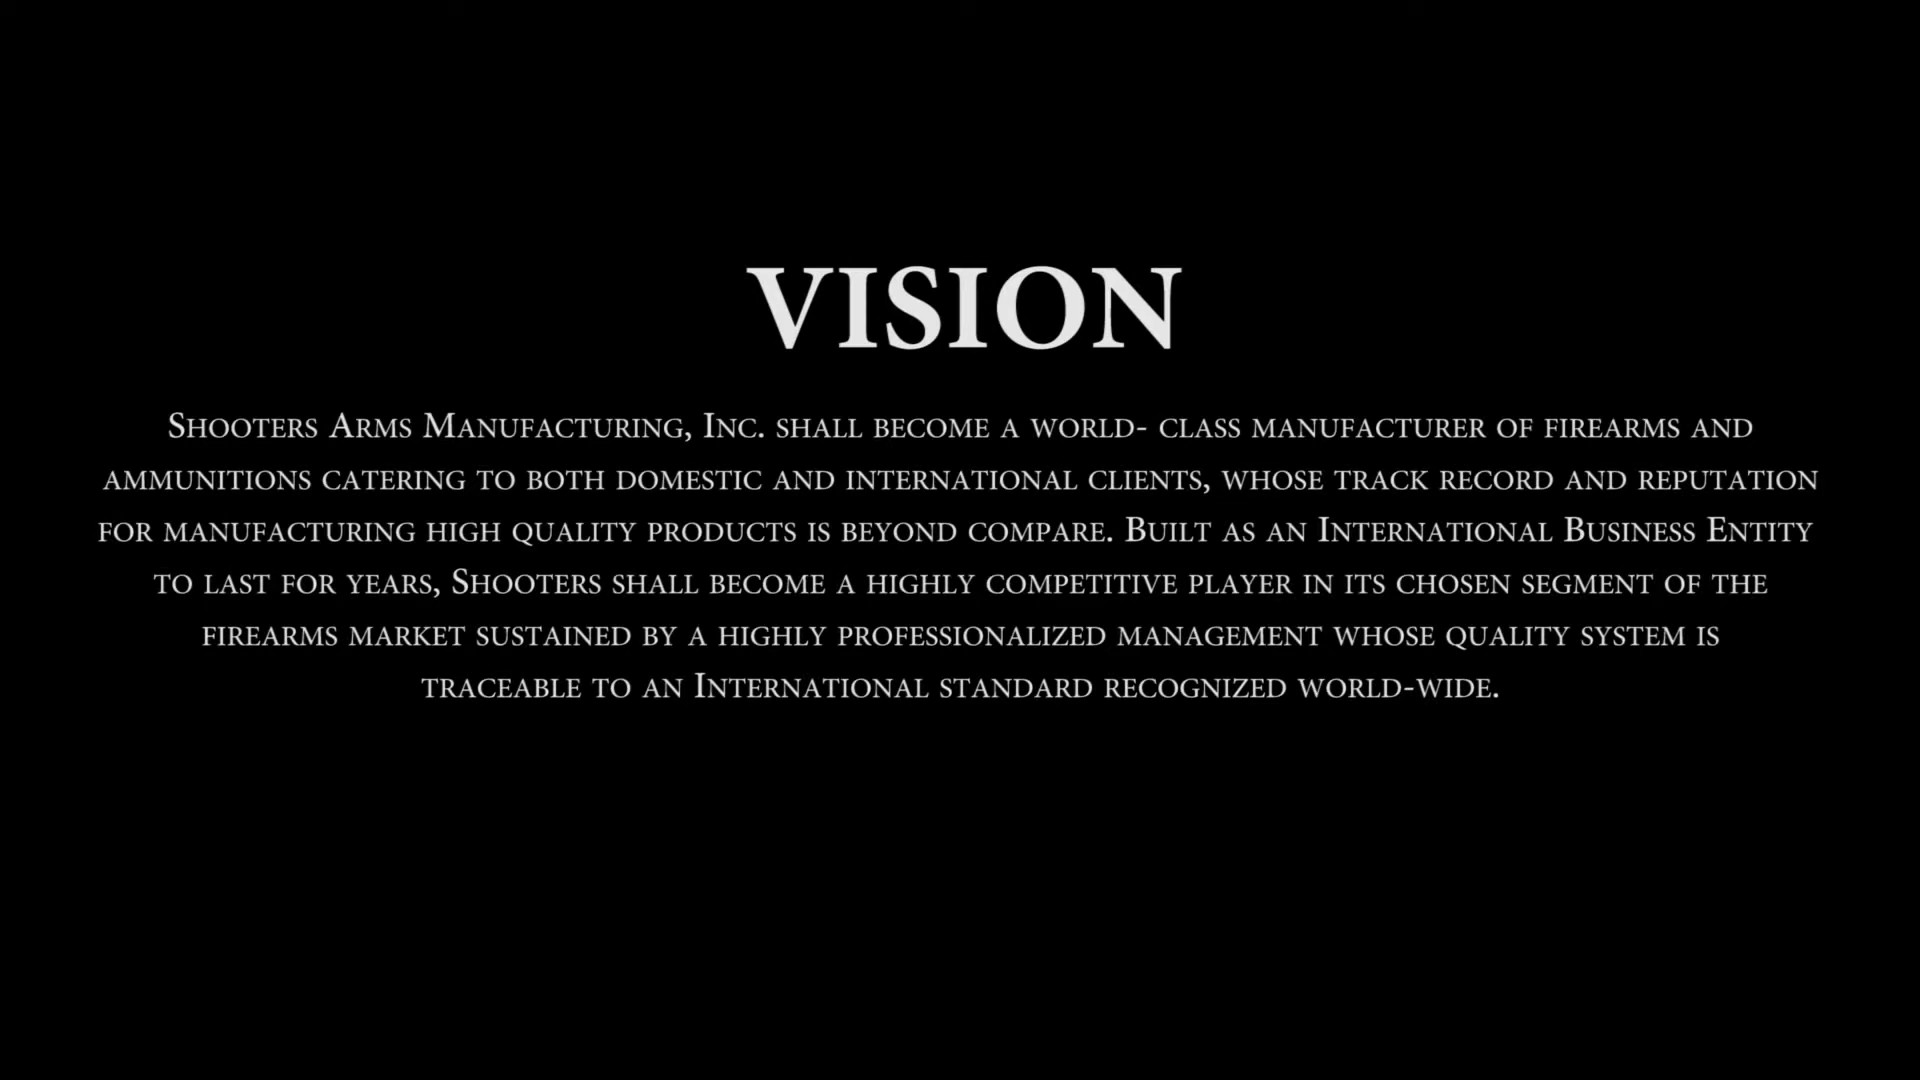 VISION
Shooters Arms Manufacturing, Inc. shall become a world- class manufacturer of firearms and
ammunitions catering to both domestic and international clients, whose track record and reputation
for manufacturing high quality products is beyond compare. Built as an International Business Entity
to last for years, Shooters shall become a highly competitive player in its chosen segment of the
firearms market sustained by a highly professionalized management whose quality system is
traceable to an International standard recognized world-wide.